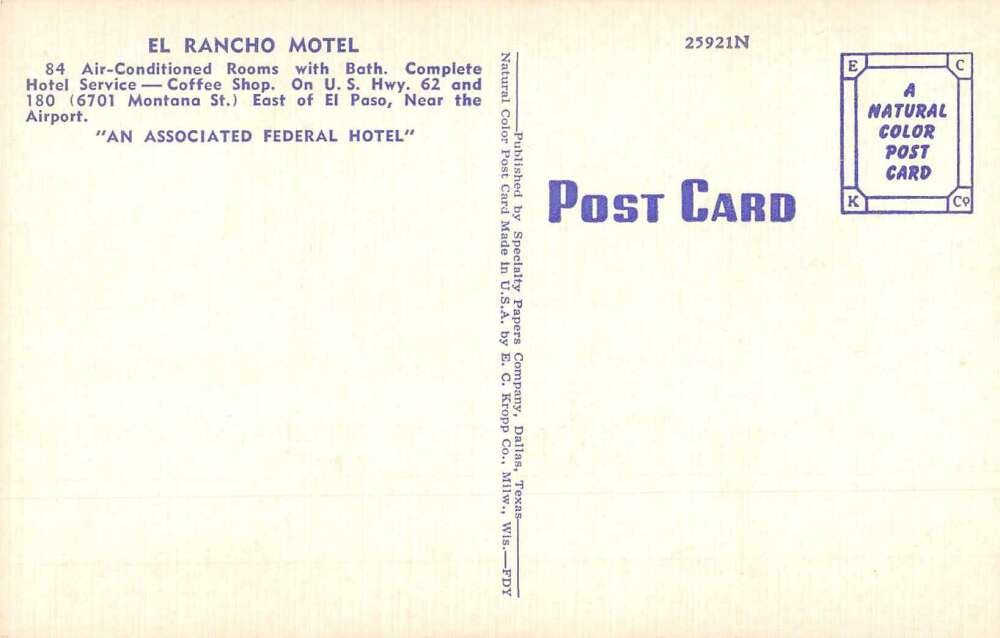 EL RANCHO MOTEL
84 Air-Conditioned Rooms with Bath. Complete
Hotel Service — Coffee Shop. On U. S. Hwy. 62 and
180 (6701 Montana St.) East of El Paso, Near the
Airport.
"AN ASSOCIATED FEDERAL HOTEL"
Published by Specialty Papers Company, Dallas, Texas
Natural Color Post Card Made in U.S.A. by E. C. Kropp Co., Milw., Wis.—FDY
25921N
POST CARD
E C
A
NATURAL
COLOR
POST
CARD
K Co